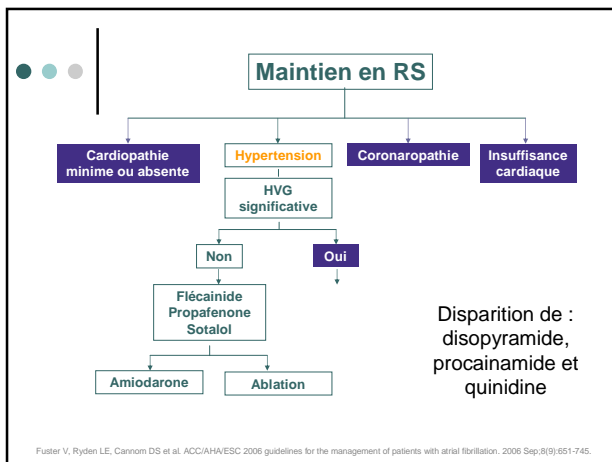 Maintien en RS
Cardiopathie
minime ou absente
Hypertension
Coronaropathie
Insuffisance
cardiaque
HVG
significative
Non
Oui
Flécainide
Propafenone
Sotalol
Amiodarone
Ablation
Disparition de :
disopyramide,
procainamide et
quinidine
Fuster V, Ryden LE, Cannom DS et al. ACC/AHA/ESC 2006 guidelines for the management of patients with atrial fibrillation. 2006 Sep;8(9):651-745.